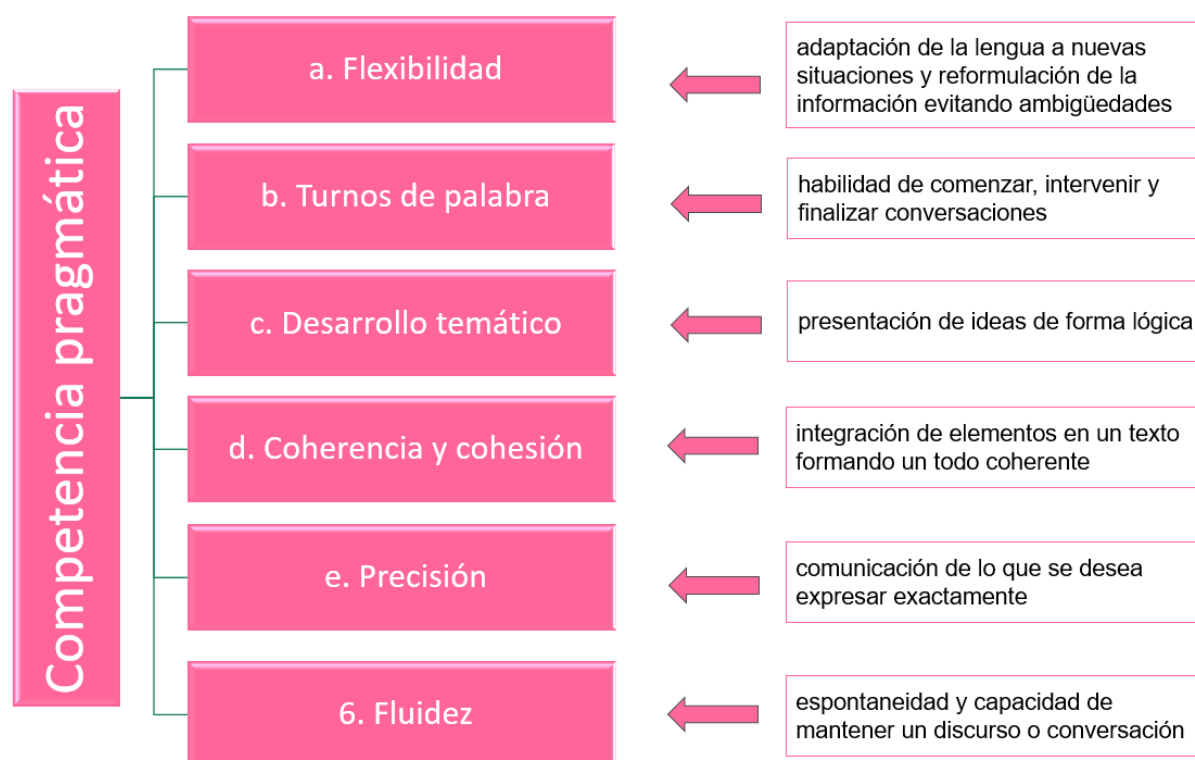 Competencia pragmática
a. Flexibilidad
adaptación de la lengua a nuevas
situaciones y reformulación de la
información evitando ambigüedades
b. Turnos de palabra
habilidad de comenzar, intervenir y
finalizar conversaciones
c. Desarrollo temático
presentación de ideas de forma lógica
d. Coherencia y cohesión
integración de elementos en un texto
formando un todo coherente
e. Precisión
comunicación de lo que se desea
expresar exactamente
6. Fluidez
espontaneidad y capacidad de
mantener un discurso o conversación